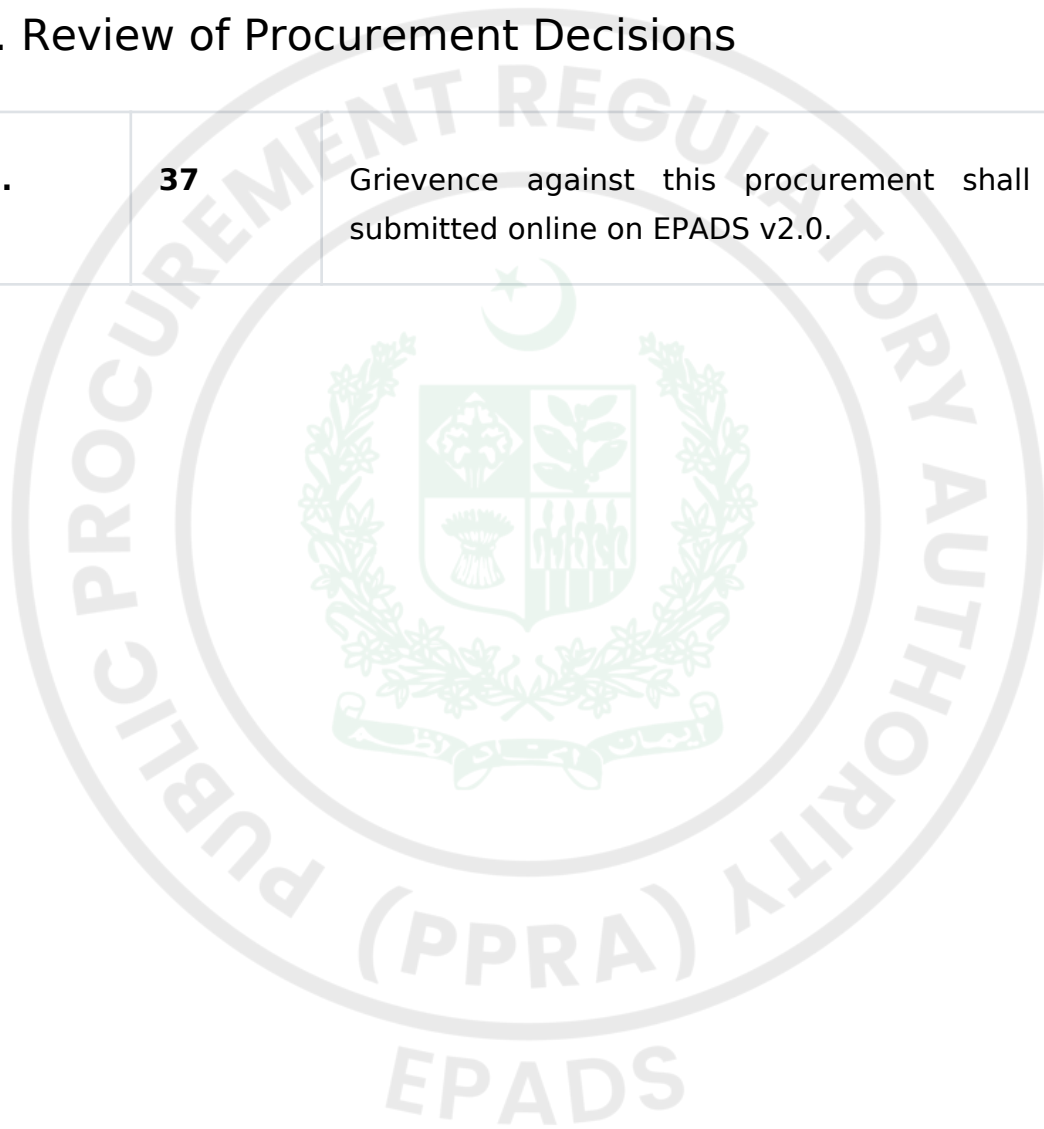 . Review of Procurement Decisions
. 37 Grievence against this procurement shall
submitted online on EPADS v2.0.
PUBLIC PROCUREMENT REGULATORY AUTHORITY
(PPRA)
EPADS